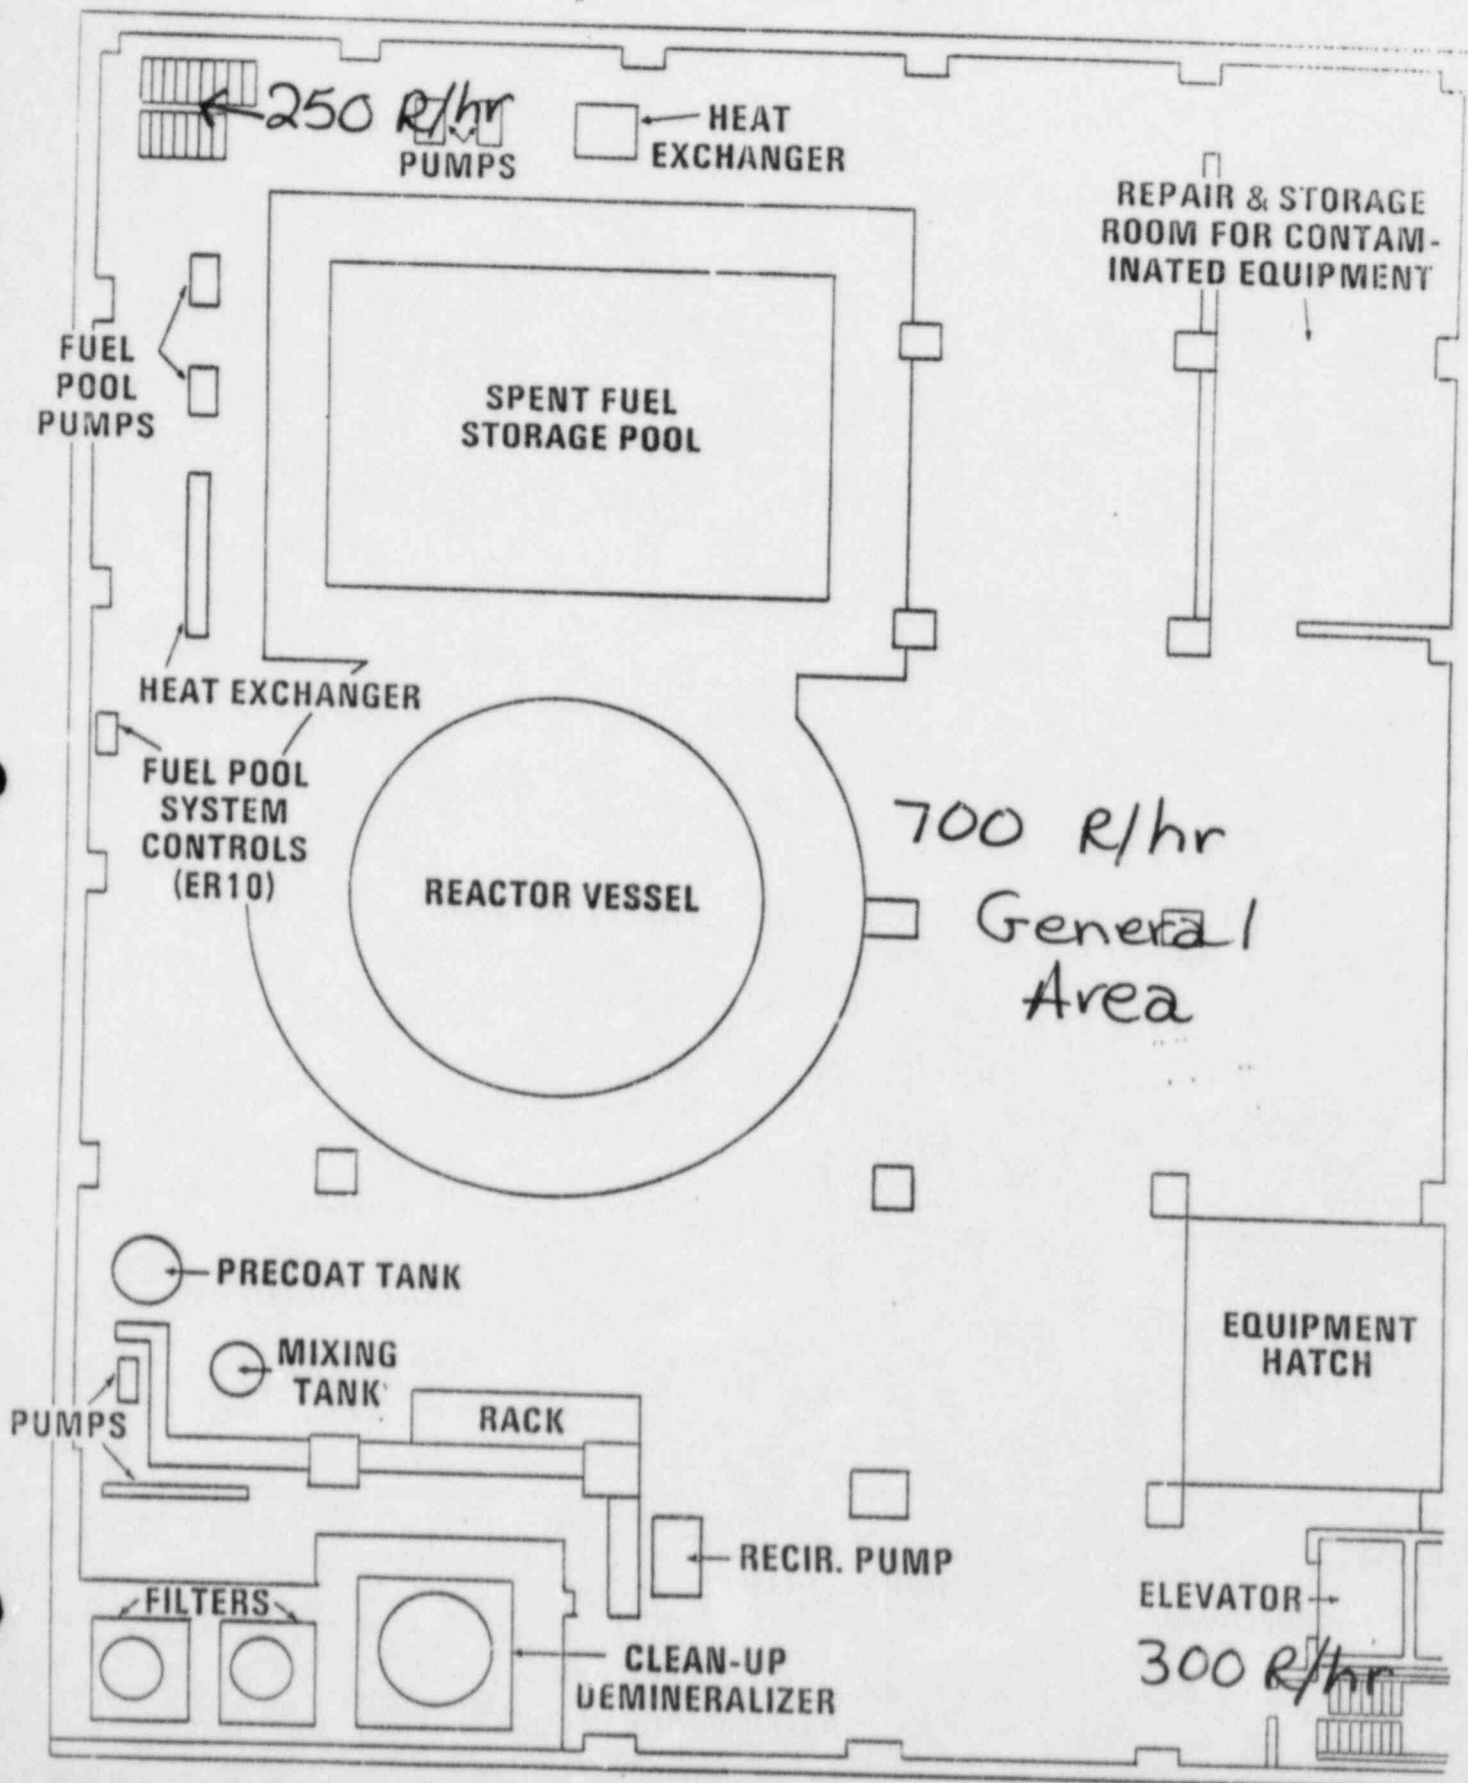 250 R/hr
PUMPS
HEAT
EXCHANGER
REPAIR & STORAGE
ROOM FOR CONTAM-
INATED EQUIPMENT
FUEL
POOL
PUMPS
SPENT FUEL
STORAGE POOL
HEAT EXCHANGER
FUEL POOL
SYSTEM
CONTROLS
(ER10)
REACTOR VESSEL
700 R/hr
General
Area
PRECOAT TANK
MIXING
TANK
PUMPS
RACK
EQUIPMENT
HATCH
RECIR. PUMP
ELEVATOR
300 R/hr
FILTERS
CLEAN-UP
DEMINERALIZER